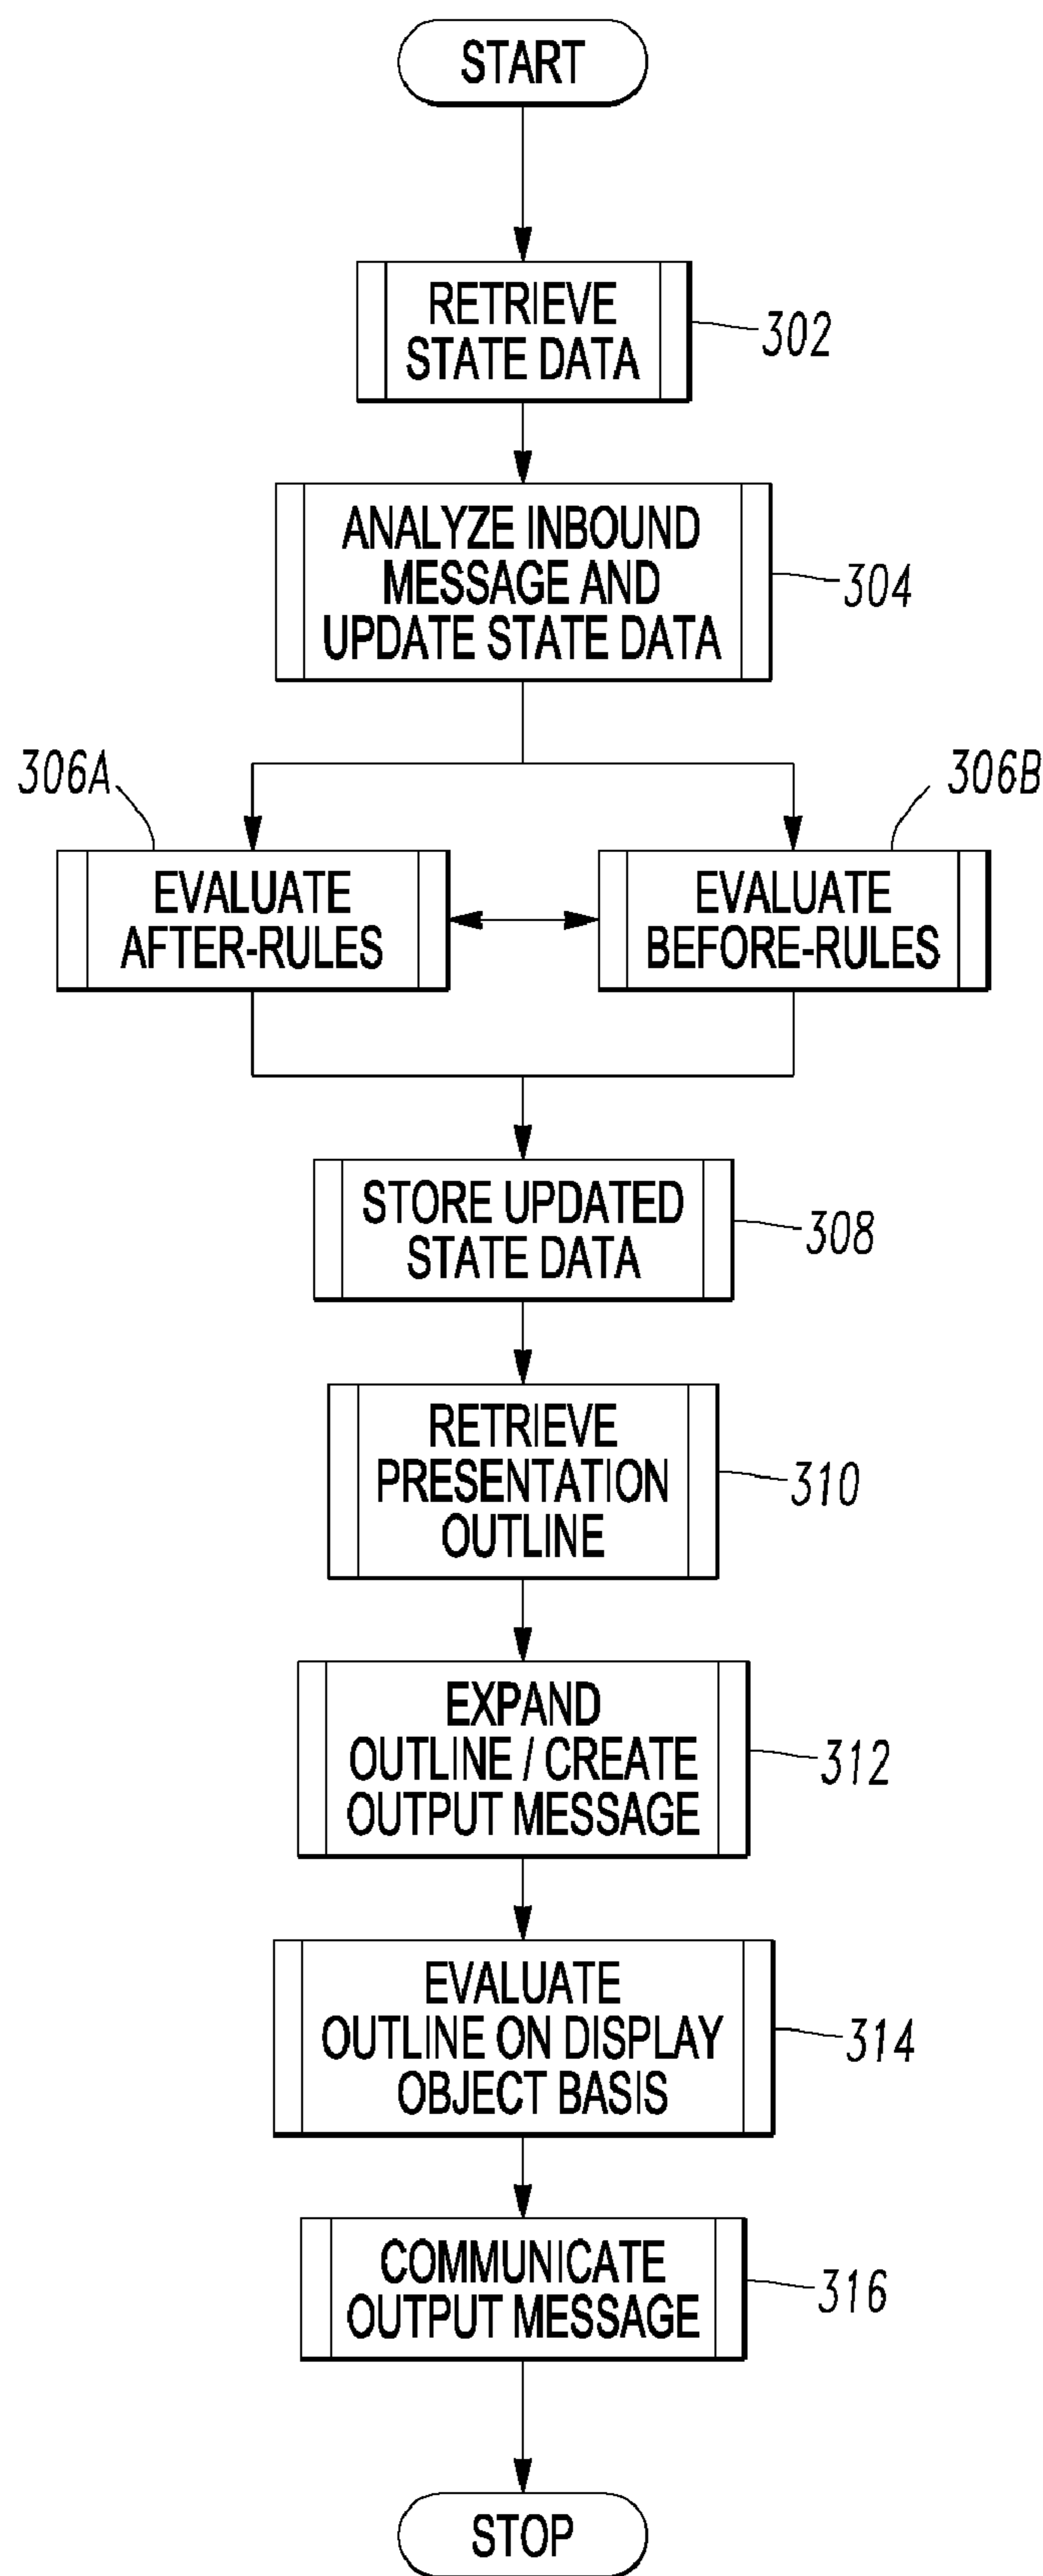 START
RETRIEVE
STATE DATA
302
ANALYZE INBOUND
MESSAGE AND
UPDATE STATE DATA
304
306A
306B
EVALUATE
AFTER-RULES
EVALUATE
BEFORE-RULES
STORE UPDATED
STATE DATA
308
RETRIEVE
PRESENTATION
OUTLINE
310
EXPAND
OUTLINE / CREATE
OUTPUT MESSAGE
312
EVALUATE
OUTLINE ON DISPLAY
OBJECT BASIS
314
COMMUNICATE
OUTPUT MESSAGE
316
STOP